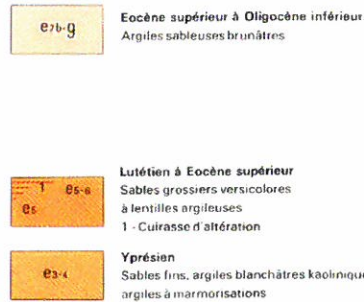 e7b-g
Eocène supérieur à Oligocène inférieur
Argiles sableuses brunâtres
1 e5-6
e5
Lutétien à Eocène supérieur
Sables grossiers versicolores
à lentilles argileuses
1 - Cuirasse d'altération
e3-4
Yprésien
Sables fins, argiles blanchâtres kaolinique
argiles à marmorisations